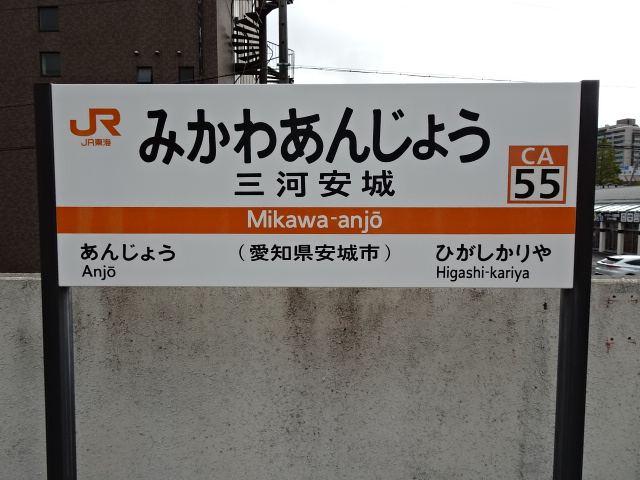 JR
JR東海
みかわあんじょう
三河安城
CA
55
Mikawa-anjō
あんじょう
Anjō
（愛知県安城市）
ひがしかりや
Higashi-kariya